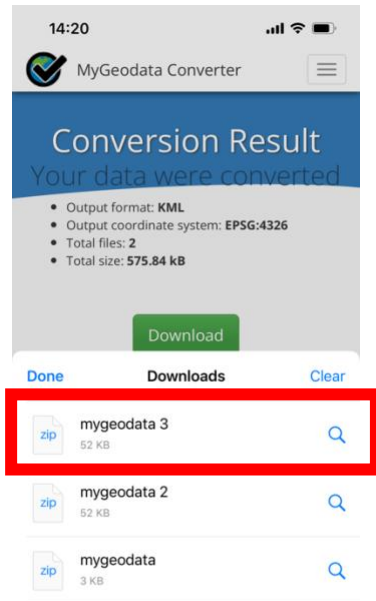 14:20
MyGeodata Converter
Conversion Result
Your data were converted
• Output format: KML
• Output coordinate system: EPSG:4326
• Total files: 2
• Total size: 575.84 kB
Download
Done Downloads Clear
zip mygeodata 3
52 KB
zip mygeodata 2
52 KB
zip mygeodata
3 KB